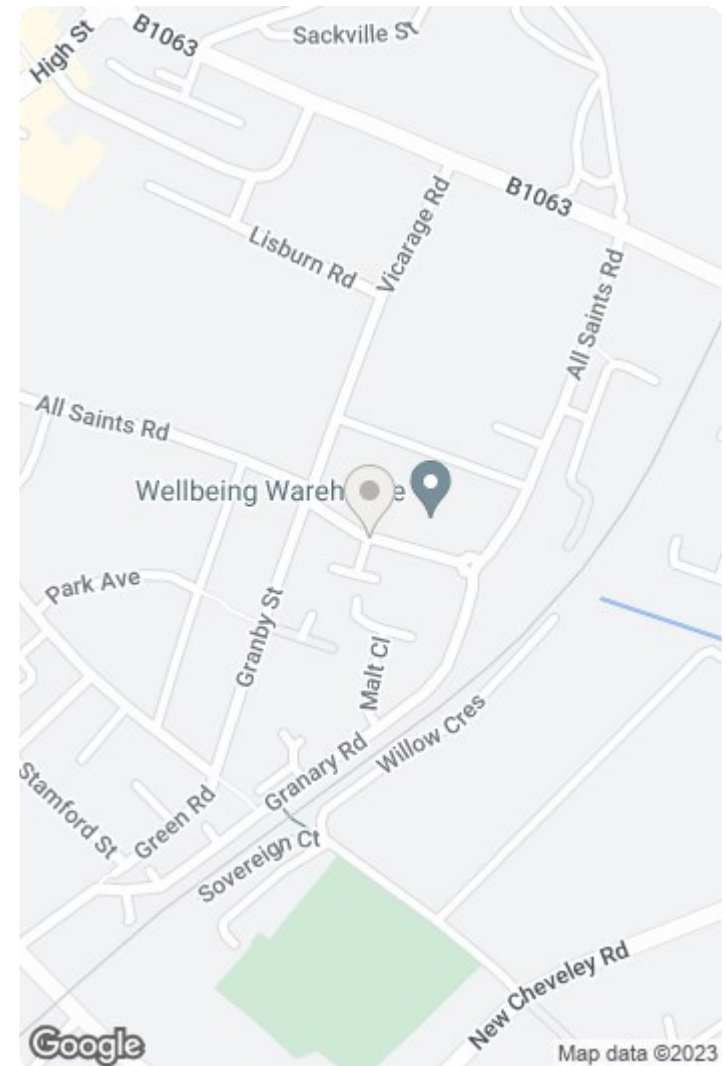 B1063
Sackville St
High St
Vicarage Rd
B1063
Lisburn Rd
All Saints Rd
All Saints Rd
Wellbeing Wareh e
Park Ave
Granby St
Malt Cl
Willow Cres
Granary Rd
Stamford St
Green Rd
Sovereign Ct
New Cheveley Rd
Google
Map data ©2023